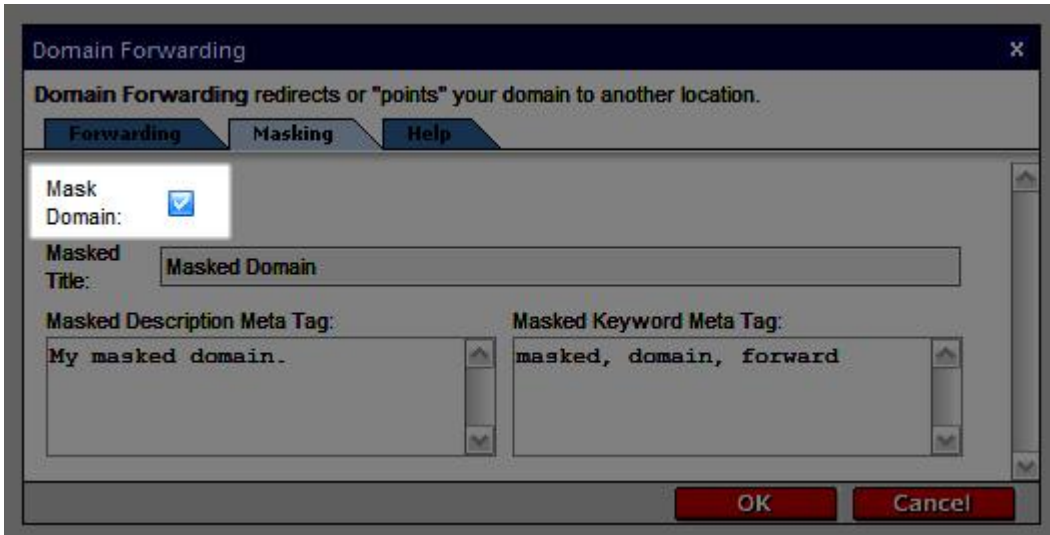 Domain Forwarding x
Domain Forwarding redirects or "points" your domain to another location.
Forwarding Masking Help
Mask
Domain:
Masked
Title:
Masked Domain
Masked Description Meta Tag: Masked Keyword Meta Tag:
My masked domain. masked, domain, forward
OK Cancel